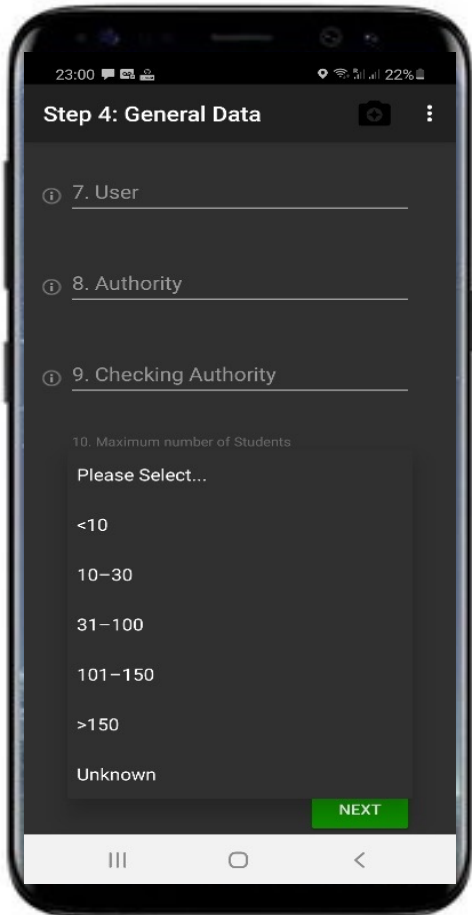 23:00
22%
Step 4: General Data
7. User
8. Authority
9. Checking Authority
10. Maximum number of Students
Please Select...
<10
10–30
31–100
101–150
>150
Unknown
NEXT